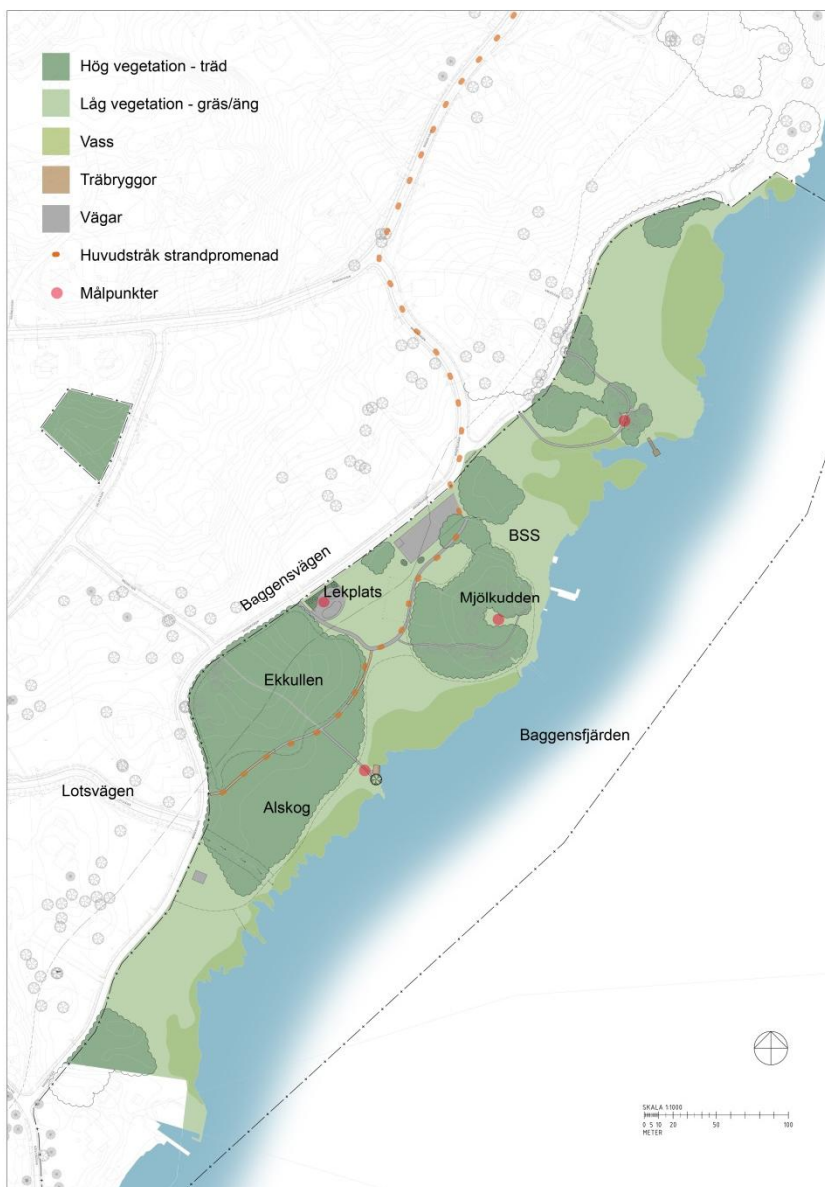 Hög vegetation - träd
Låg vegetation - gräs/äng
Vass
Träbryggor
Vägar
Huvudstråk strandpromenad
Målpunkter
BSS
Baggensvägen
Lekplats
Mjölkudden
Ekkullen
Baggensfjärden
Lotsvägen
Alskog
SKALA 1:1000
0 5 10 20 50 100
METER